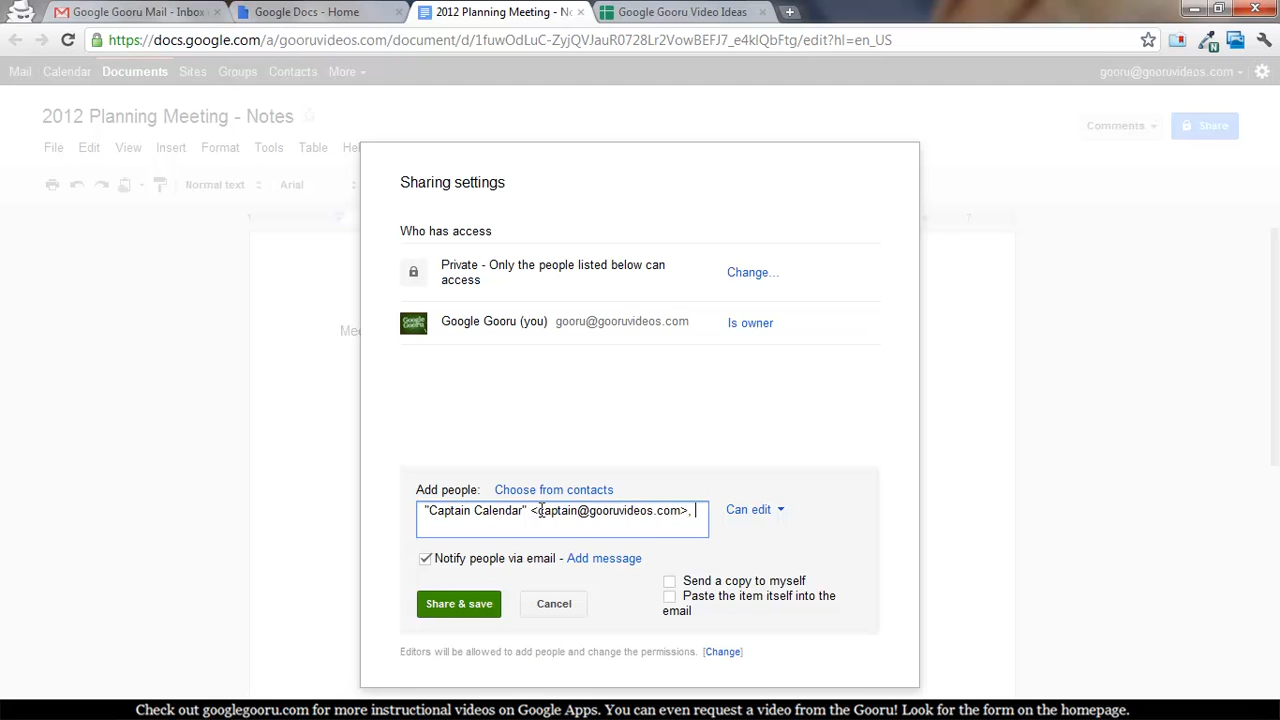 Google Gooru Mail - Inbox
Google Docs - Home
2012 Planning Meeting - No
Google Gooru Video Ideas
https://docs.google.com/a/gooruvideos.com/document/d/1fuwOdLuC-ZyjQVJauR0728Lr2VowBEFJ7_e4kIQbFtg/edit?hl=en_US
Mail Calendar Documents Sites Groups Contacts More
gooru@gooruvideos.com
2012 Planning Meeting - Notes
Comments
Share
File Edit View Insert Format Tools Table Hel
Normal text Arial
Sharing settings
Who has access
Private - Only the people listed below can
access
Change...
Google Gooru (you) gooru@gooruvideos.com
Is owner
Mee
Add people: Choose from contacts
"Captain Calendar" <captain@gooruvideos.com>,
Can edit
Notify people via email - Add message
Send a copy to myself
Paste the item itself into the
email
Share & save
Cancel
Editors will be allowed to add people and change the permissions. [Change]
Check out googlegooru.com for more instructional videos on Google Apps. You can even request a video from the Gooru! Look for the form on the homepage.